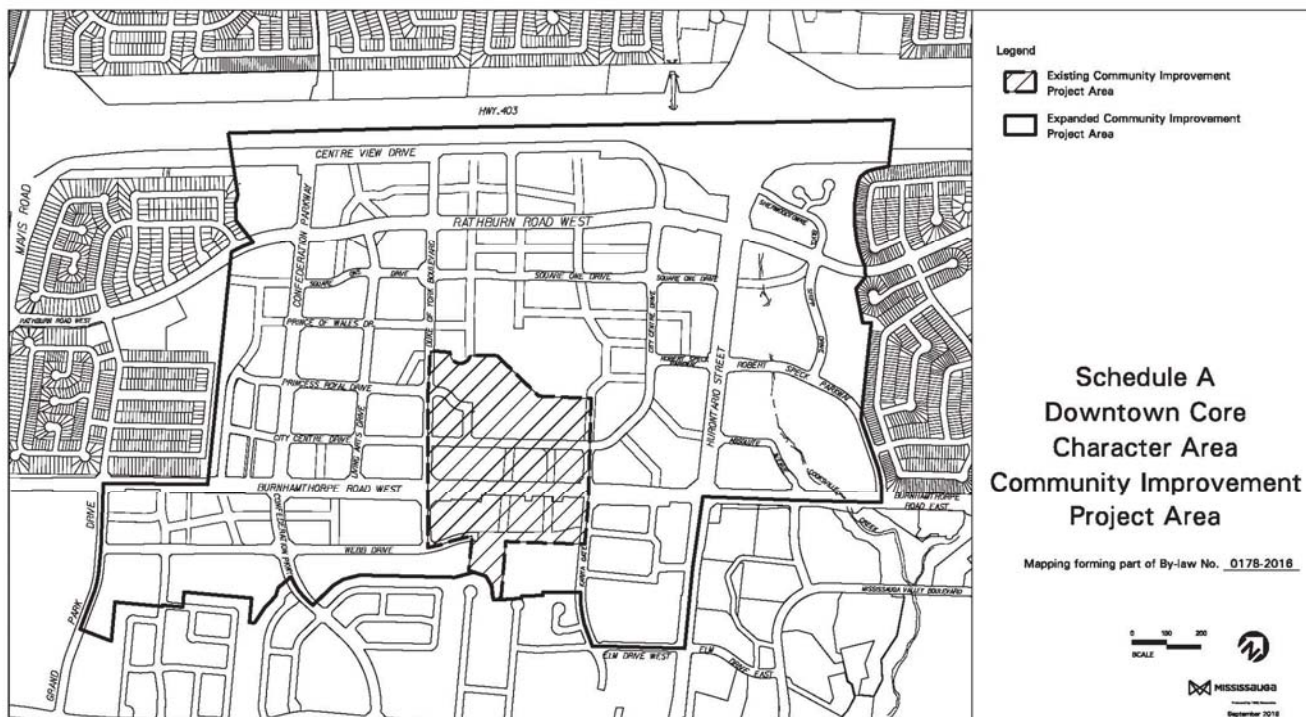 HWY.403
CENTRE VIEW DRIVE
MAVIS ROAD
CONFEDERATION PARKWAY
RATHBURN ROAD WEST
DUKE OF YORK BOULEVARD
SQUARE ONE DRIVE
SQUARE ONE DRIVE
SQUARE ONE DRIVE
CITY CENTRE DRIVE
RATHBURN ROAD WEST
PRINCE OF WALES DR.
HURONTARIO STREET
ROBERT SPECK
PARKWAY
ROBERT SPECK PARKWAY
PRINCESS ROYAL DRIVE
LIVING ARTS DRIVE
CITY CENTRE DRIVE
BURNHAMTHORPE ROAD WEST
COOKSVILLE
CREEK
BURNHAMTHORPE
ROAD EAST
WEBB DRIVE
GRAND PARK DRIVE
MISSISSAUGA VALLEY BOULEVARD
ELM DRIVE WEST
ELM DRIVE EAST
Legend
Existing Community Improvement
Project Area
Expanded Community Improvement
Project Area
Schedule A
Downtown Core
Character Area
Community Improvement
Project Area
Mapping forming part of By-law No. 0178-2016
0 100 200
SCALE
MISSISSAUGA
September 2016